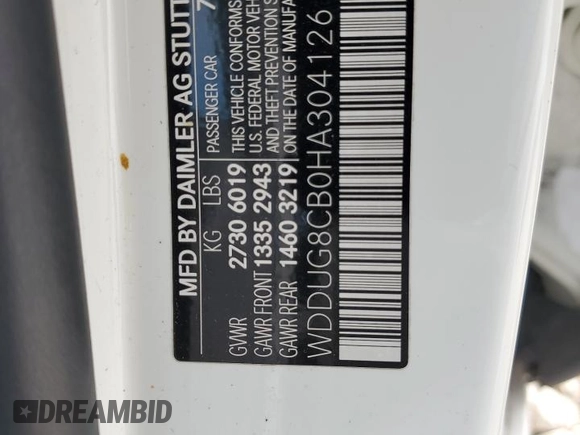 MFD BY DAIMLER AG STUTT
KG LBS
PASSENGER CAR
GVWR 2730 6019
GAWR FRONT 1335 2943
GAWR REAR 1460 3219
THIS VEHICLE CONFORMS
U.S. FEDERAL MOTOR VEH
AND THEFT PREVENTION S
ON THE DATE OF MANUFA
WDDUG8CB0HA304126
DREAMBID